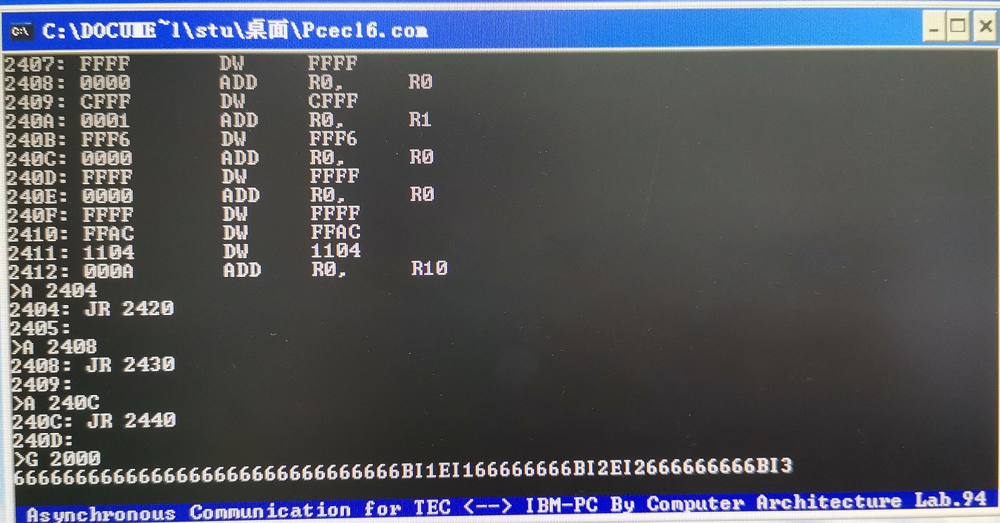 C:\DOCUME~1\stu\桌面\Pcec16.com
2407: FFFF DW FFFF
2408: 0000 ADD R0, R0
2409: CFFF DW CFFF
240A: 0001 ADD R0, R1
240B: FFF6 DW FFF6
240C: 0000 ADD R0, R0
240D: FFFF DW FFFF
240E: 0000 ADD R0, R0
240F: FFFF DW FFFF
2410: FFAC DW FFAC
2411: 1104 DW 1104
2412: 000A ADD R0, R10
>A 2404
2404: JR 2420
2405:
>A 2408
2408: JR 2430
2409:
>A 240C
240C: JR 2440
240D:
>G 2000
6666666666666666666666666666666BI1EI166666666BI2EI2666666666BI3
Asynchronous Communication for TEC <--> IBM-PC By Computer Architecture Lab.94